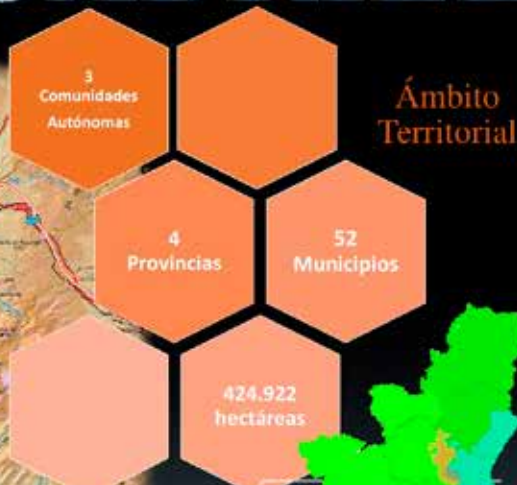 3
Comunidades
Autónomas
Ámbito
Territorial
4
Provincias
52
Municipios
424.922
hectáreas